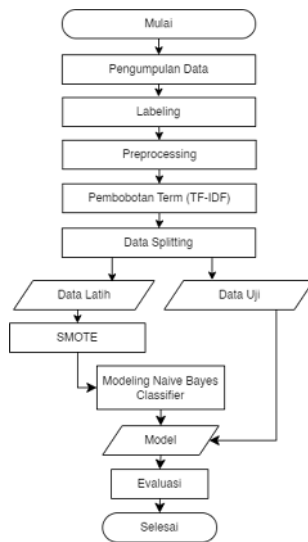 Mulai
Pengumpulan Data
Labeling
Preprocessing
Pembobotan Term (TF-IDF)
Data Splitting
Data Latih
Data Uji
SMOTE
Modeling Naive Bayes
Classifier
Model
Evaluasi
Selesai